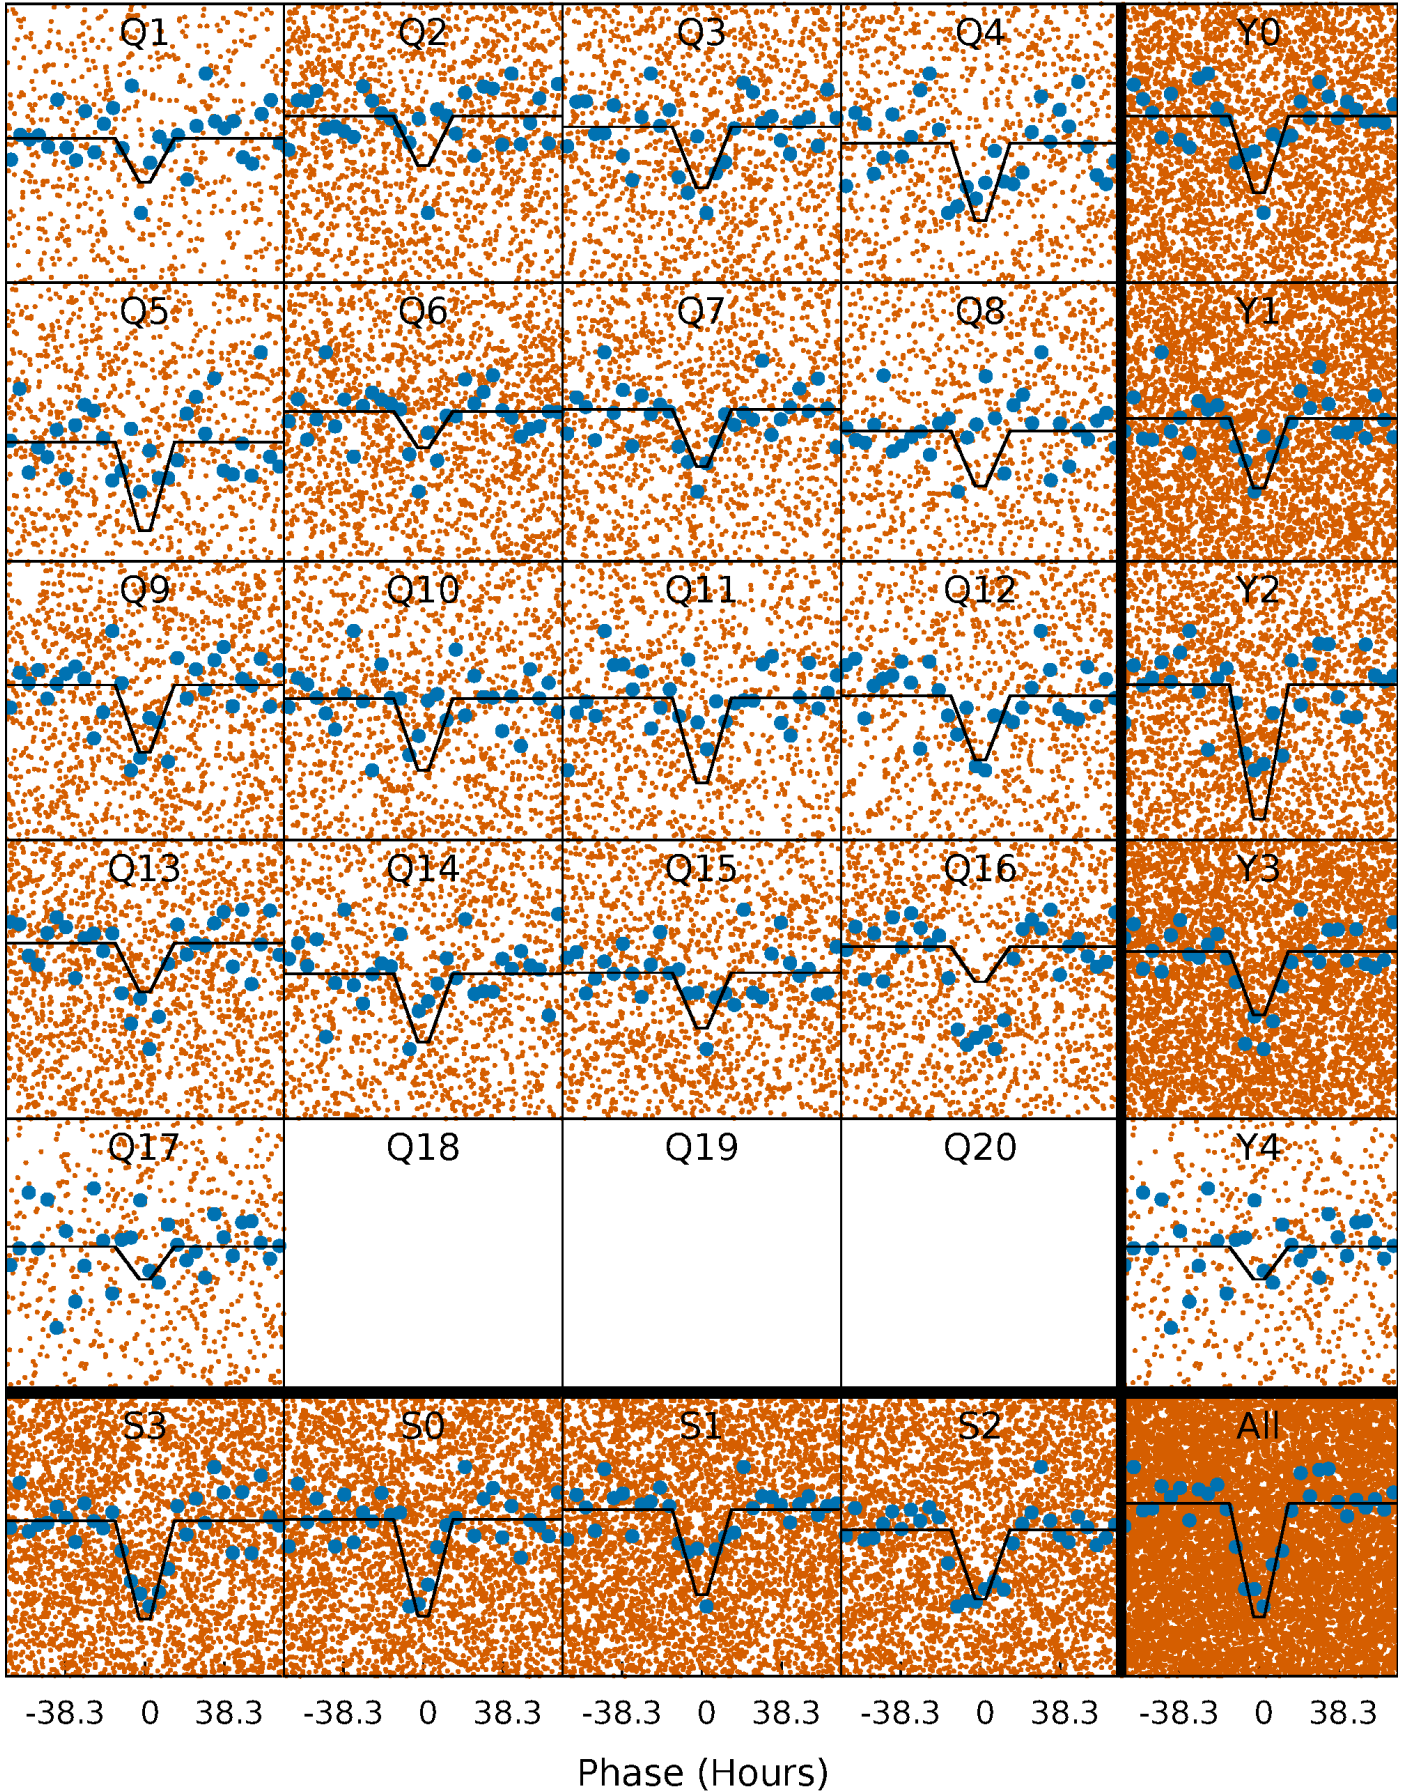 Q1 Q2 Q3 Q4 Y0
Q5 Q6 Q7 Q8 Y1
Q9 Q10 Q11 Q12 Y2
Q13 Q14 Q15 Q16 Y3
Q17 Q18 Q19 Q20 Y4
S3 S0 S1 S2 All
-38.3 0 38.3 -38.3 0 38.3 -38.3 0 38.3 -38.3 0 38.3 -38.3 0 38.3
Phase (Hours)